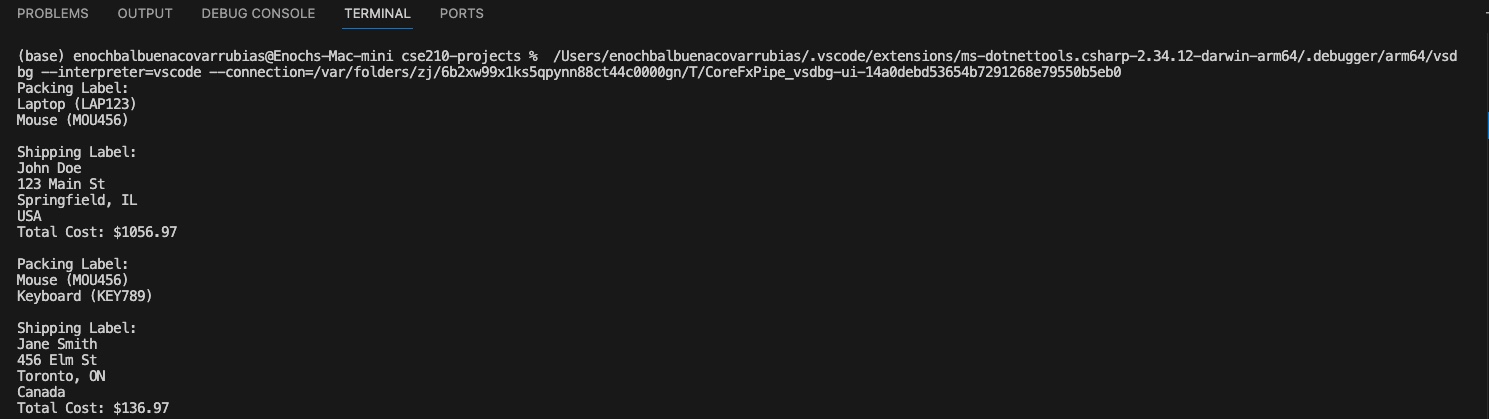 PROBLEMS OUTPUT DEBUG CONSOLE TERMINAL PORTS
(base) enochbalbuenacovarrubias@Enochs-Mac-mini cse210-projects % /Users/enochbalbuenacovarrubias/.vscode/extensions/ms-dotnettools.csharp-2.34.12-darwin-arm64/.debugger/arm64/vsd
bg --interpreter=vscode --connection=/var/folders/zj/6b2xw99x1ks5qpynn88ct44c0000gn/T/CoreFxPipe_vsdbg-ui-14a0debd53654b7291268e79550b5eb0
Packing Label:
Laptop (LAP123)
Mouse (MOU456)
Shipping Label:
John Doe
123 Main St
Springfield, IL
USA
Total Cost: $1056.97
Packing Label:
Mouse (MOU456)
Keyboard (KEY789)
Shipping Label:
Jane Smith
456 Elm St
Toronto, ON
Canada
Total Cost: $136.97